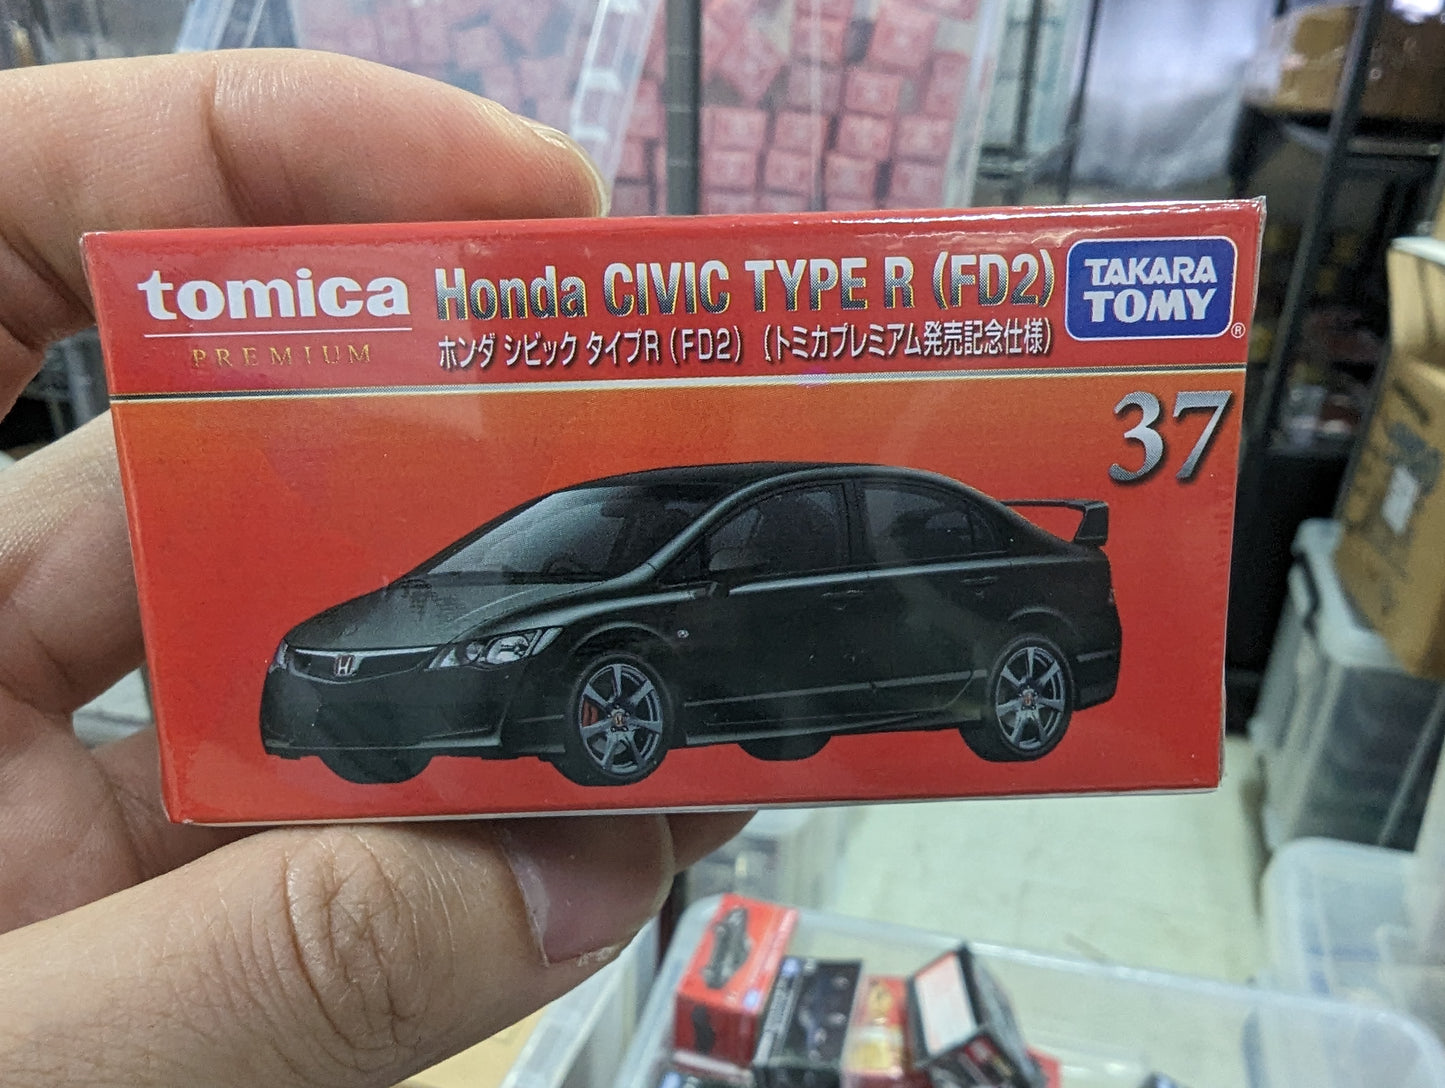 tomica
PREMIUM
Honda CIVIC TYPE R (FD2)
ホンダ シビック タイプR(FD2)〔トミカプレミアム発売記念仕様〕
TAKARA
TOMY
®
37